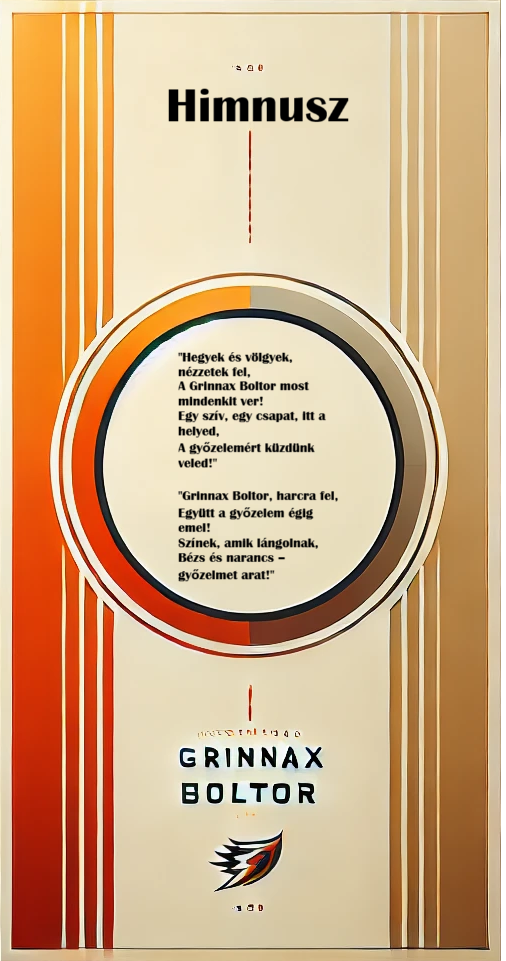 Himnusz
"Hegyek és völgyek,
nézzetek fel,
A Grinnax Boltor most
mindenkit ver!
Egy szív, egy csapat, itt a
helyed,
A győzelemért küzdünk
veled!"
"Grinnax Boltor, harcra fel,
Együtt a győzelem égig
emel!
Színek, amik lángolnak,
Bézs és narancs –
győzelmet arat!"
GRINNAX
BOLTOR